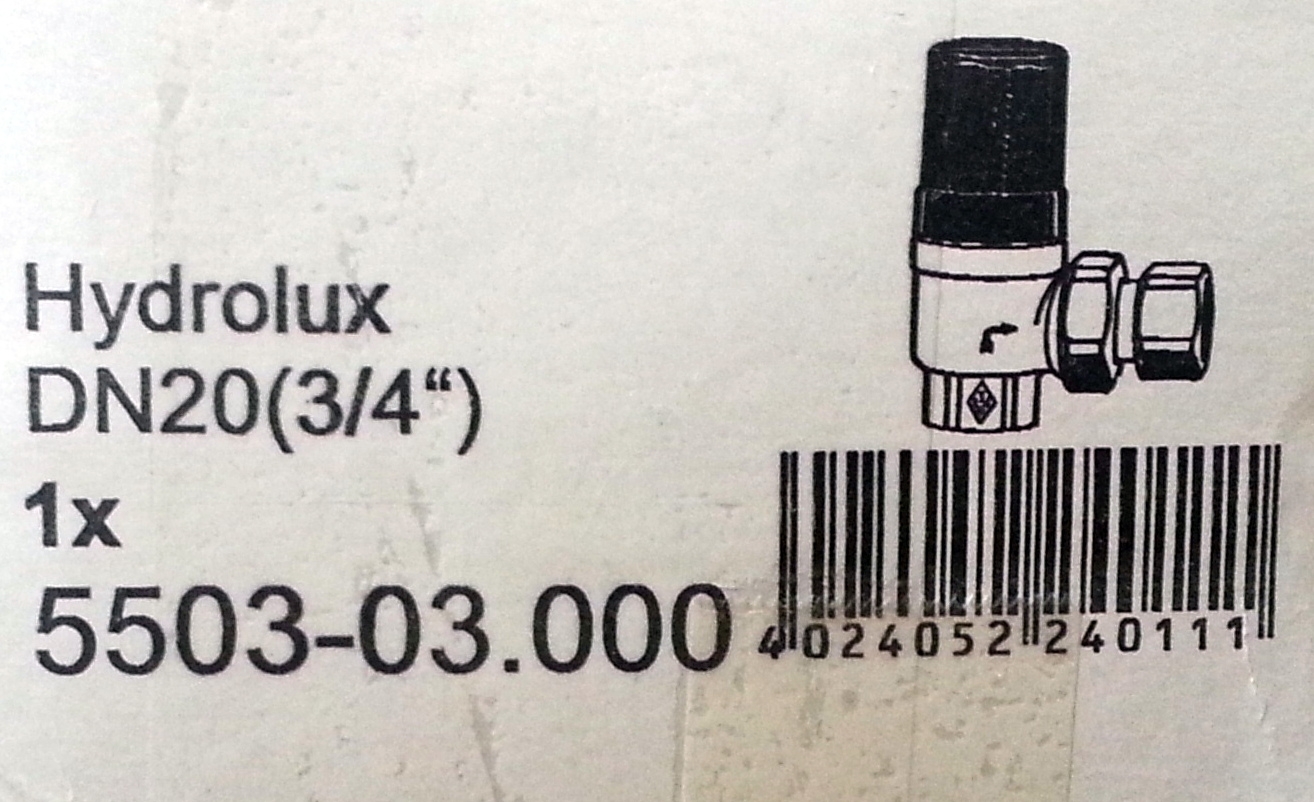 Hydrolux
DN20(3/4“)
1x
5503-03.000
4 024052 240111